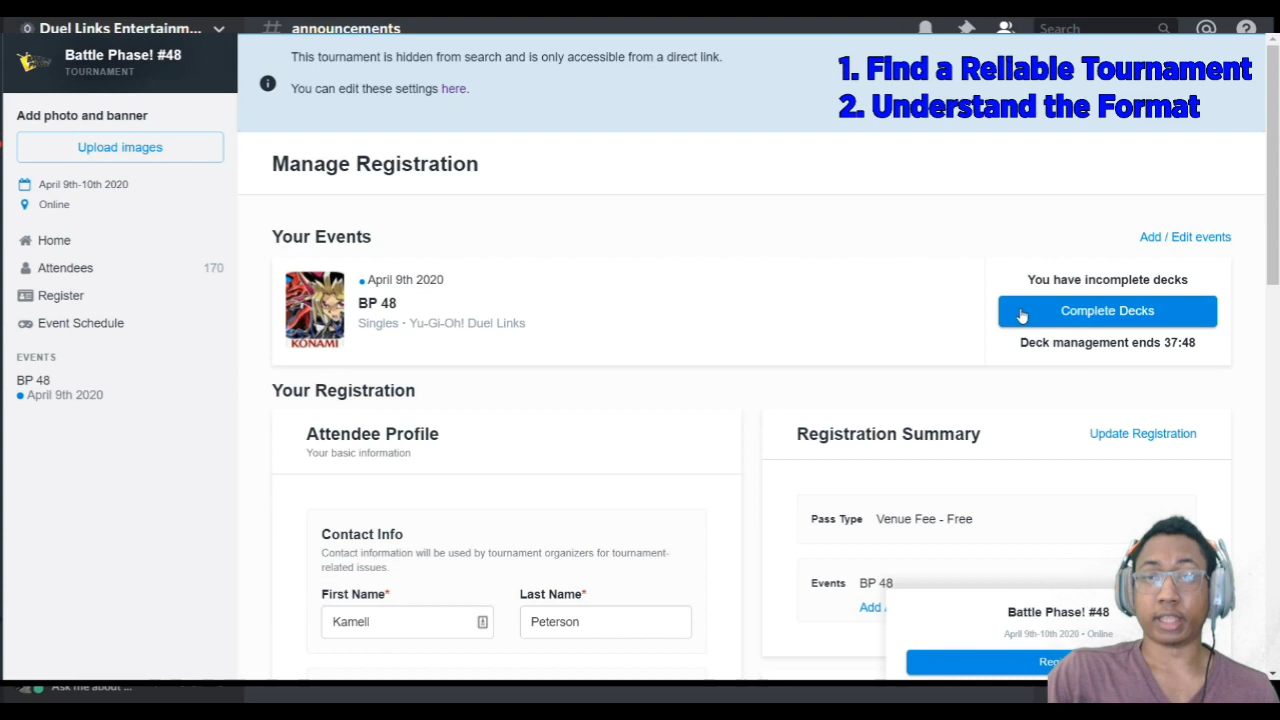 Duel Links Entertainm...
announcements
Search
Battle Phase! #48
TOURNAMENT
Add photo and banner
Upload images
April 9th-10th 2020
Online
Home
Attendees 170
Register
Event Schedule
EVENTS
BP 48
April 9th 2020
This tournament is hidden from search and is only accessible from a direct link.
You can edit these settings here.
1. Find a Reliable Tournament
2. Understand the Format
Manage Registration
Your Events
Add / Edit events
KONAMI
April 9th 2020
BP 48
Singles • Yu-Gi-Oh! Duel Links
You have incomplete decks
Complete Decks
Deck management ends 37:48
Your Registration
Attendee Profile
Your basic information
Contact Info
Contact information will be used by tournament organizers for tournament-
related issues.
First Name* Last Name*
Kamell Peterson
Registration Summary
Update Registration
Pass Type Venue Fee - Free
Events BP 48
Add
Battle Phase! #48
April 9th-10th 2020 • Online
Ask me about ...